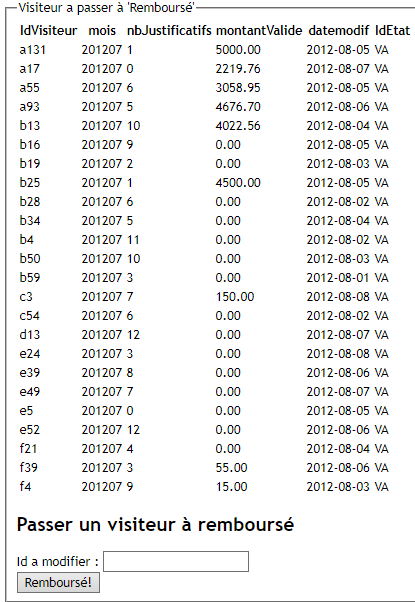 Visiteur a passer à 'Remboursé'
IdVisiteur mois nbJustificatifs montantValide datemodif IdEtat
a131 201207 1 5000.00 2012-08-05 VA
a17 201207 0 2219.76 2012-08-07 VA
a55 201207 6 3058.95 2012-08-05 VA
a93 201207 5 4676.70 2012-08-06 VA
b13 201207 10 4022.56 2012-08-04 VA
b16 201207 9 0.00 2012-08-05 VA
b19 201207 2 0.00 2012-08-03 VA
b25 201207 1 4500.00 2012-08-05 VA
b28 201207 6 0.00 2012-08-02 VA
b34 201207 5 0.00 2012-08-04 VA
b4 201207 11 0.00 2012-08-02 VA
b50 201207 10 0.00 2012-08-03 VA
b59 201207 3 0.00 2012-08-01 VA
c3 201207 7 150.00 2012-08-08 VA
c54 201207 6 0.00 2012-08-02 VA
d13 201207 12 0.00 2012-08-07 VA
e24 201207 3 0.00 2012-08-08 VA
e39 201207 8 0.00 2012-08-06 VA
e49 201207 7 0.00 2012-08-07 VA
e5 201207 0 0.00 2012-08-05 VA
e52 201207 12 0.00 2012-08-06 VA
f21 201207 4 0.00 2012-08-04 VA
f39 201207 3 55.00 2012-08-06 VA
f4 201207 9 15.00 2012-08-03 VA
Passer un visiteur à remboursé
Id a modifier :
Remboursé!